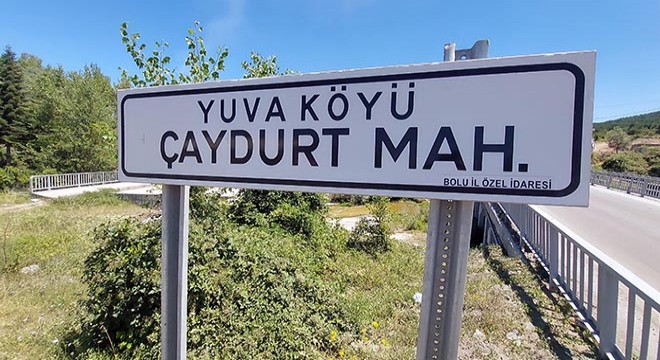 YUVA KÖYÜ
ÇAYDURT MAH.
BOLU İL ÖZEL İDARESİ